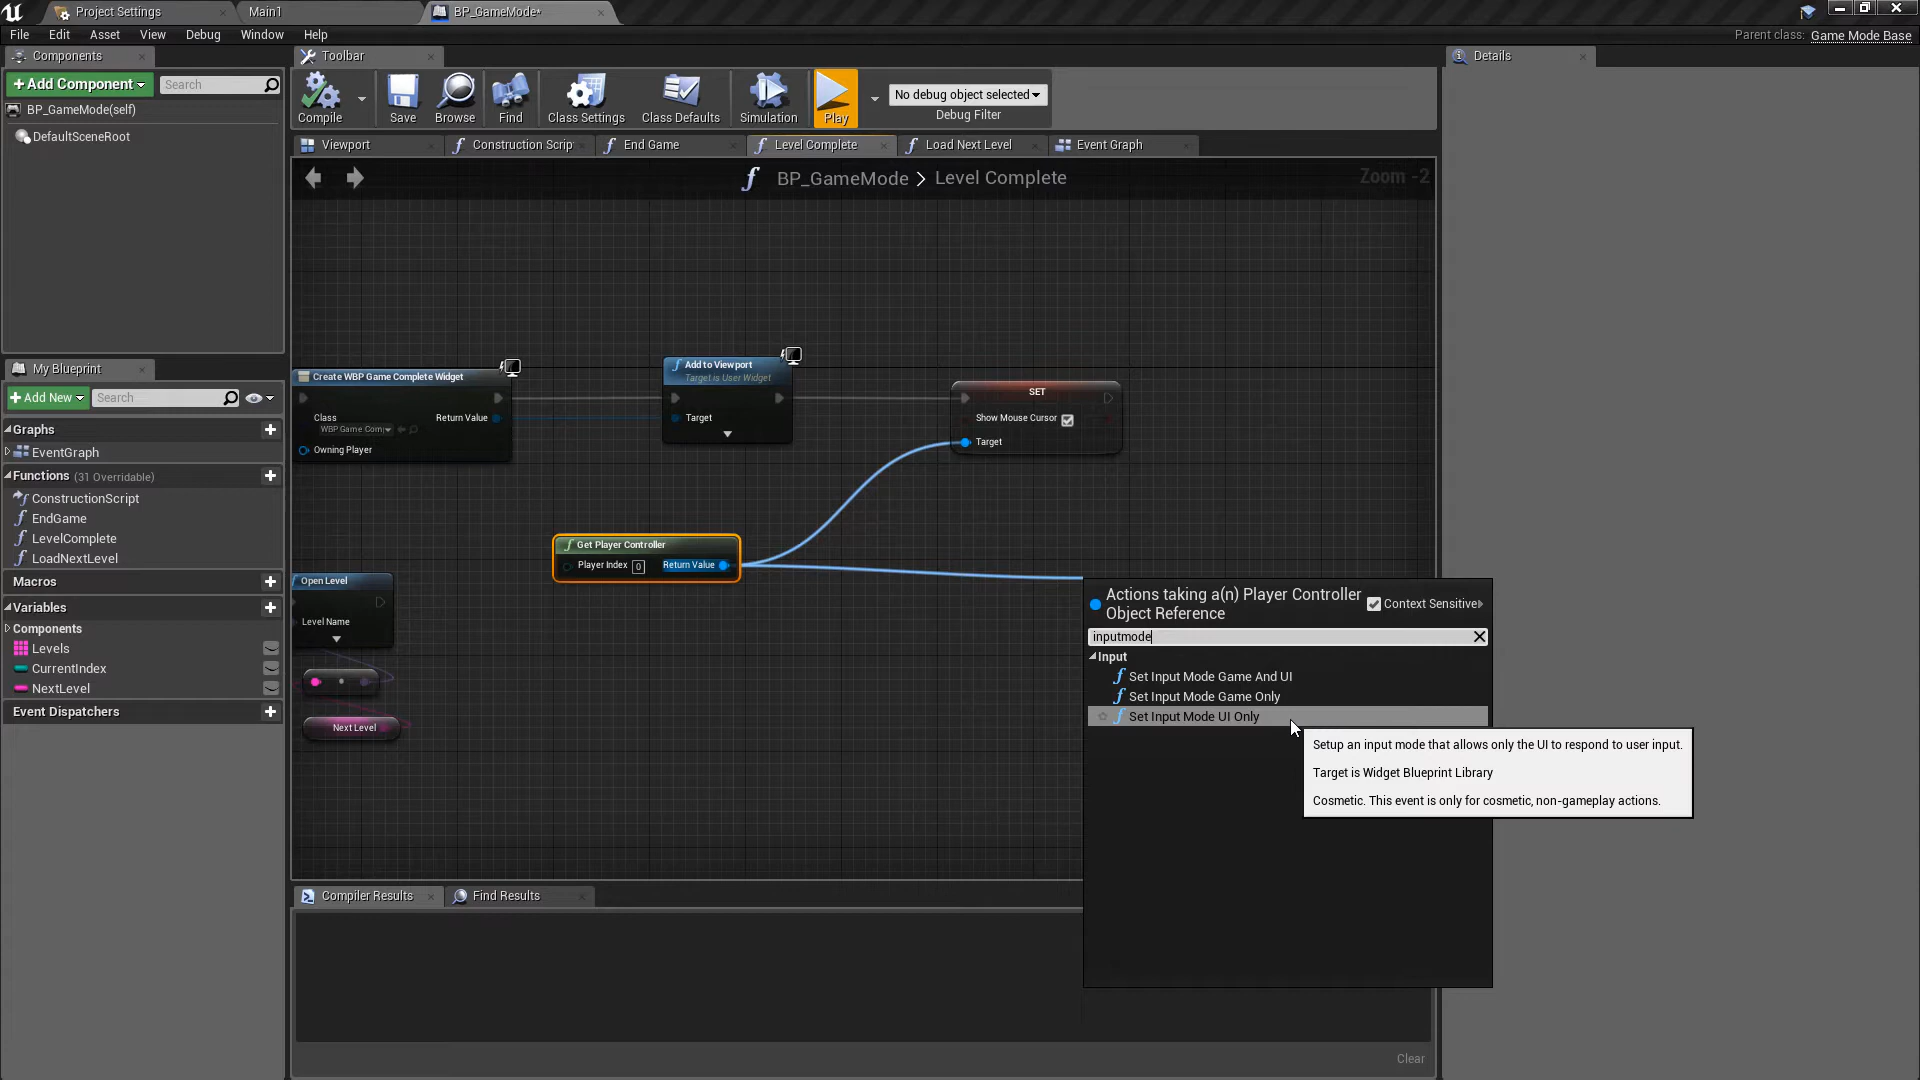 Project Settings
Main1
BP_GameMode*
File Edit Asset View Debug Window Help
Parent class: Game Mode Base
Components
+Add Component
Search
BP_GameMode(self)
DefaultSceneRoot
Toolbar
Compile
Save
Browse
Find
Class Settings
Class Defaults
Simulation
Play
No debug object selected
Debug Filter
Details
Viewport
Construction Scrip
End Game
Level Complete
Load Next Level
Event Graph
BP_GameMode > Level Complete
Zoom -2
Create WBP Game Complete Widget
Class
WBP Game Com
Return Value
Owning Player
Add to Viewport
Target is User Widget
Target
SET
Show Mouse Cursor
Target
Get Player Controller
Player Index 0
Return Value
Open Level
Level Name
Next Level
My Blueprint
+Add New
Search
Graphs
EventGraph
Functions (31 Overridable)
ConstructionScript
EndGame
LevelComplete
LoadNextLevel
Macros
Variables
Components
Levels
CurrentIndex
NextLevel
Event Dispatchers
Actions taking a(n) Player Controller
Object Reference
Context Sensitive
inputmode
Input
Set Input Mode Game And UI
Set Input Mode Game Only
Set Input Mode UI Only
Setup an input mode that allows only the UI to respond to user input.
Target is Widget Blueprint Library
Cosmetic. This event is only for cosmetic, non-gameplay actions.
Compiler Results
Find Results
Clear